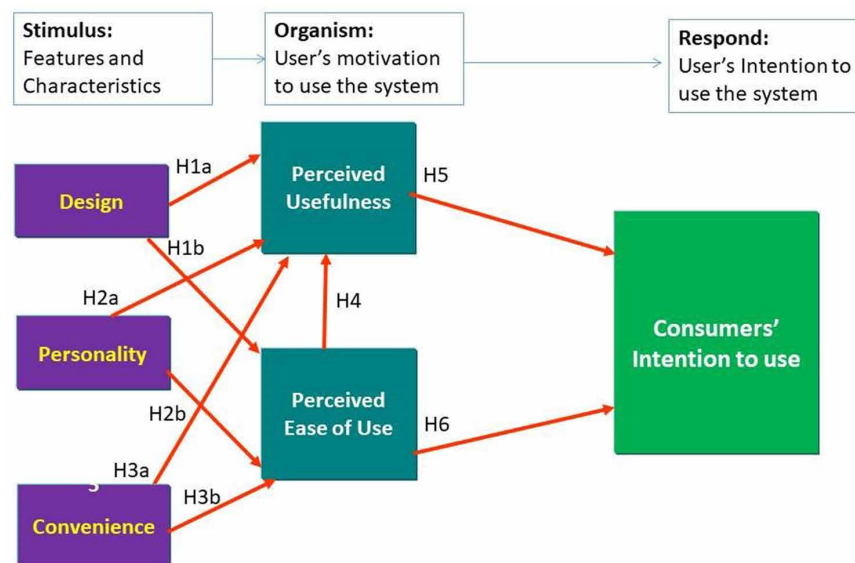 Stimulus:
Features and
Characteristics
Organism:
User's motivation
to use the system
Respond:
User's Intention to
use the system
H1a
Perceived
Usefulness
H5
Design
H1b
H2a
H4
Consumers'
Intention to use
Personality
Perceived
Ease of Use
H2b
H6
H3a
H3b
Convenience